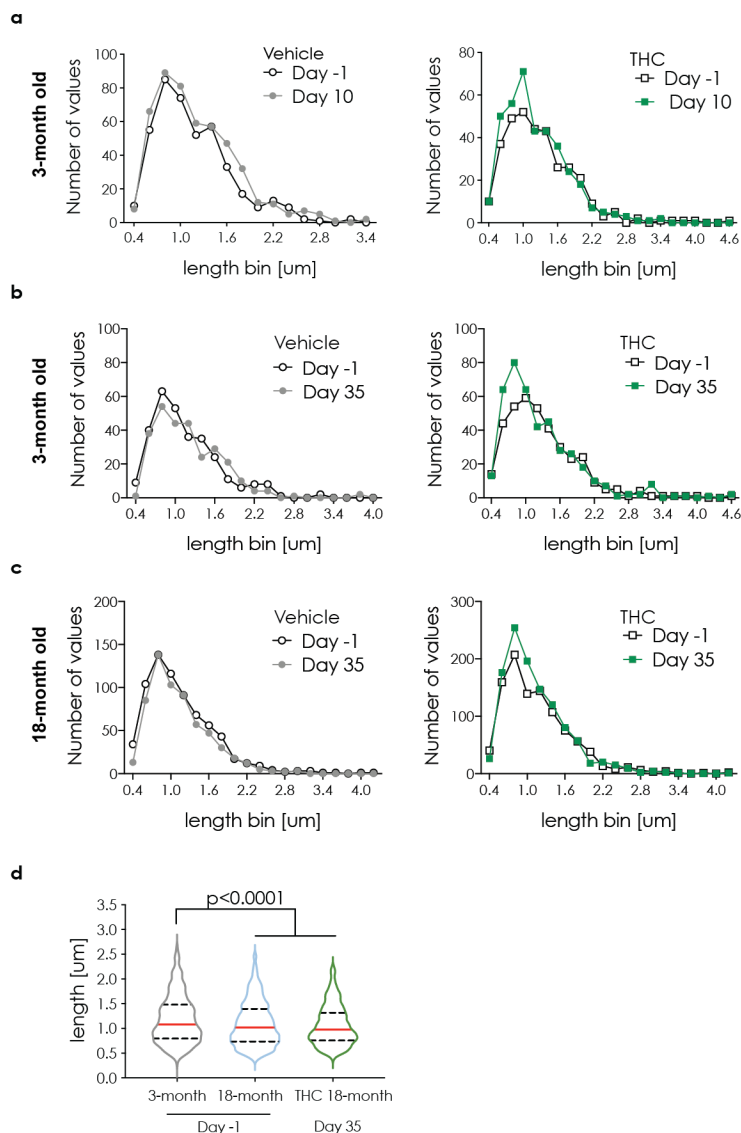 a
3-month old
Number of values
100
80
60
40
20
0
0.4 1.0 1.6 2.2 2.8 3.4
length bin [um]
Vehicle
Day -1
Day 10
Number of values
80
60
40
20
0
0.4 1.0 1.6 2.2 2.8 3.4 4.0 4.6
length bin [um]
THC
Day -1
Day 10
b
3-month old
Number of values
100
80
60
40
20
0
0.4 1.0 1.6 2.2 2.8 3.4 4.0
length bin [um]
Vehicle
Day -1
Day 35
Number of values
100
80
60
40
20
0
0.4 1.0 1.6 2.2 2.8 3.4 4.0 4.6
length bin [um]
THC
Day -1
Day 35
c
18-month old
Number of values
200
150
100
50
0
0.4 1.0 1.6 2.2 2.8 3.4 4.0
length bin [um]
Vehicle
Day -1
Day 35
Number of values
300
200
100
0
0.4 1.0 1.6 2.2 2.8 3.4 4.0
length bin [um]
THC
Day -1
Day 35
d
p<0.0001
length [um]
3.5
3.0
2.5
2.0
1.5
1.0
0.5
0.0
3-month 18-month THC 18-month
Day -1 Day 35